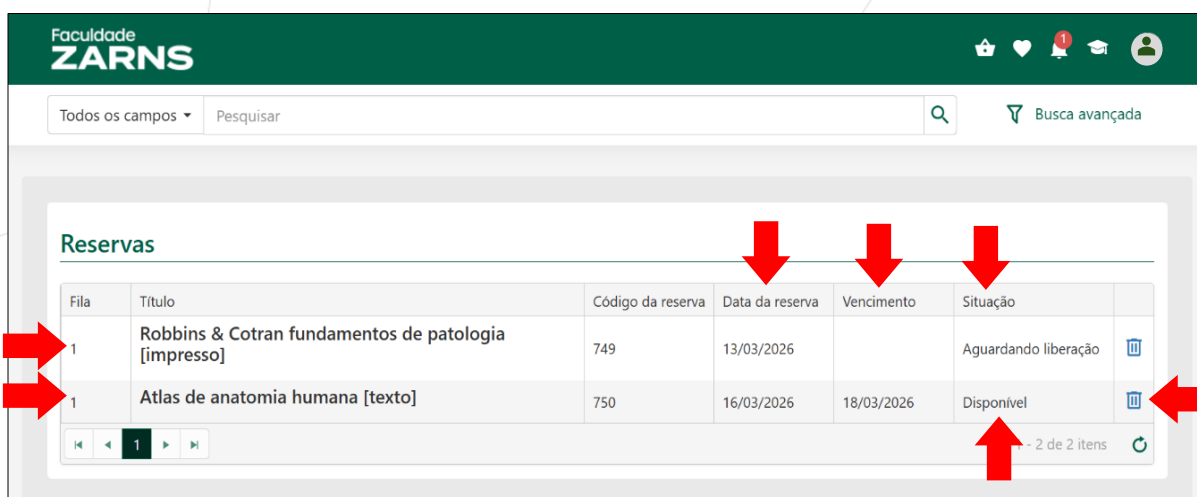 Faculdade
ZARNS
1
Todos os campos Pesquisar Busca avançada
Reservas
Fila Título Código da reserva Data da reserva Vencimento Situação
1 Robbins & Cotran fundamentos de patologia
[impresso] 749 13/03/2026 Aguardando liberação
1 Atlas de anatomia humana [texto] 750 16/03/2026 18/03/2026 Disponível
1 - 2 de 2 itens